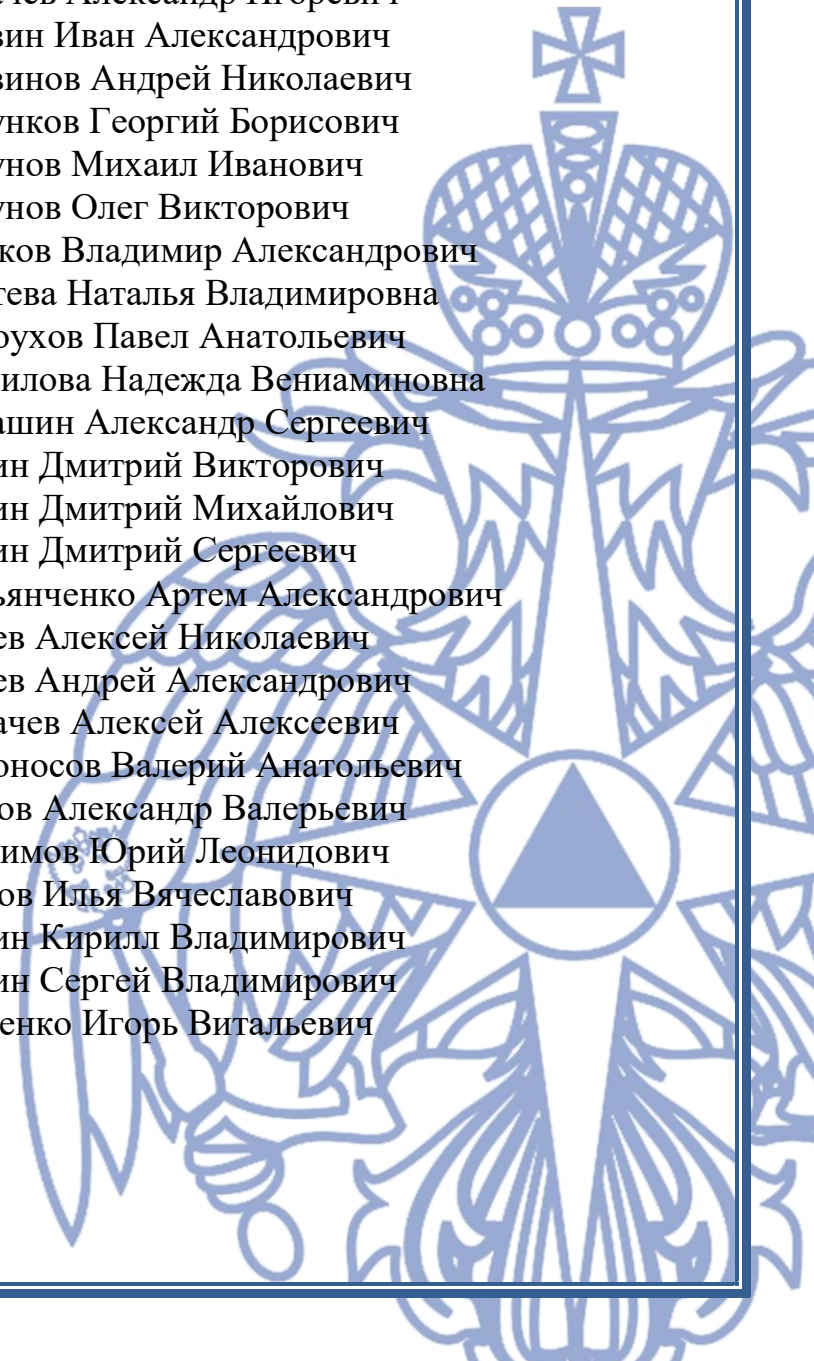 ачев Александр Игоревич
вин Иван Александрович
винов Андрей Николаевич
унков Георгий Борисович
унов Михаил Иванович
унов Олег Викторович
ков Владимир Александрович
тева Наталья Владимировна
рухов Павел Анатольевич
илова Надежда Вениаминовна
ашин Александр Сергеевич
ин Дмитрий Викторович
ин Дмитрий Михайлович
ин Дмитрий Сергеевич
ьянченко Артем Александрович
ев Алексей Николаевич
ев Андрей Александрович
ачев Алексей Алексеевич
оносов Валерий Анатольевич
ов Александр Валерьевич
имов Юрий Леонидович
ов Илья Вячеславович
ин Кирилл Владимирович
ин Сергей Владимирович
енко Игорь Витальевич